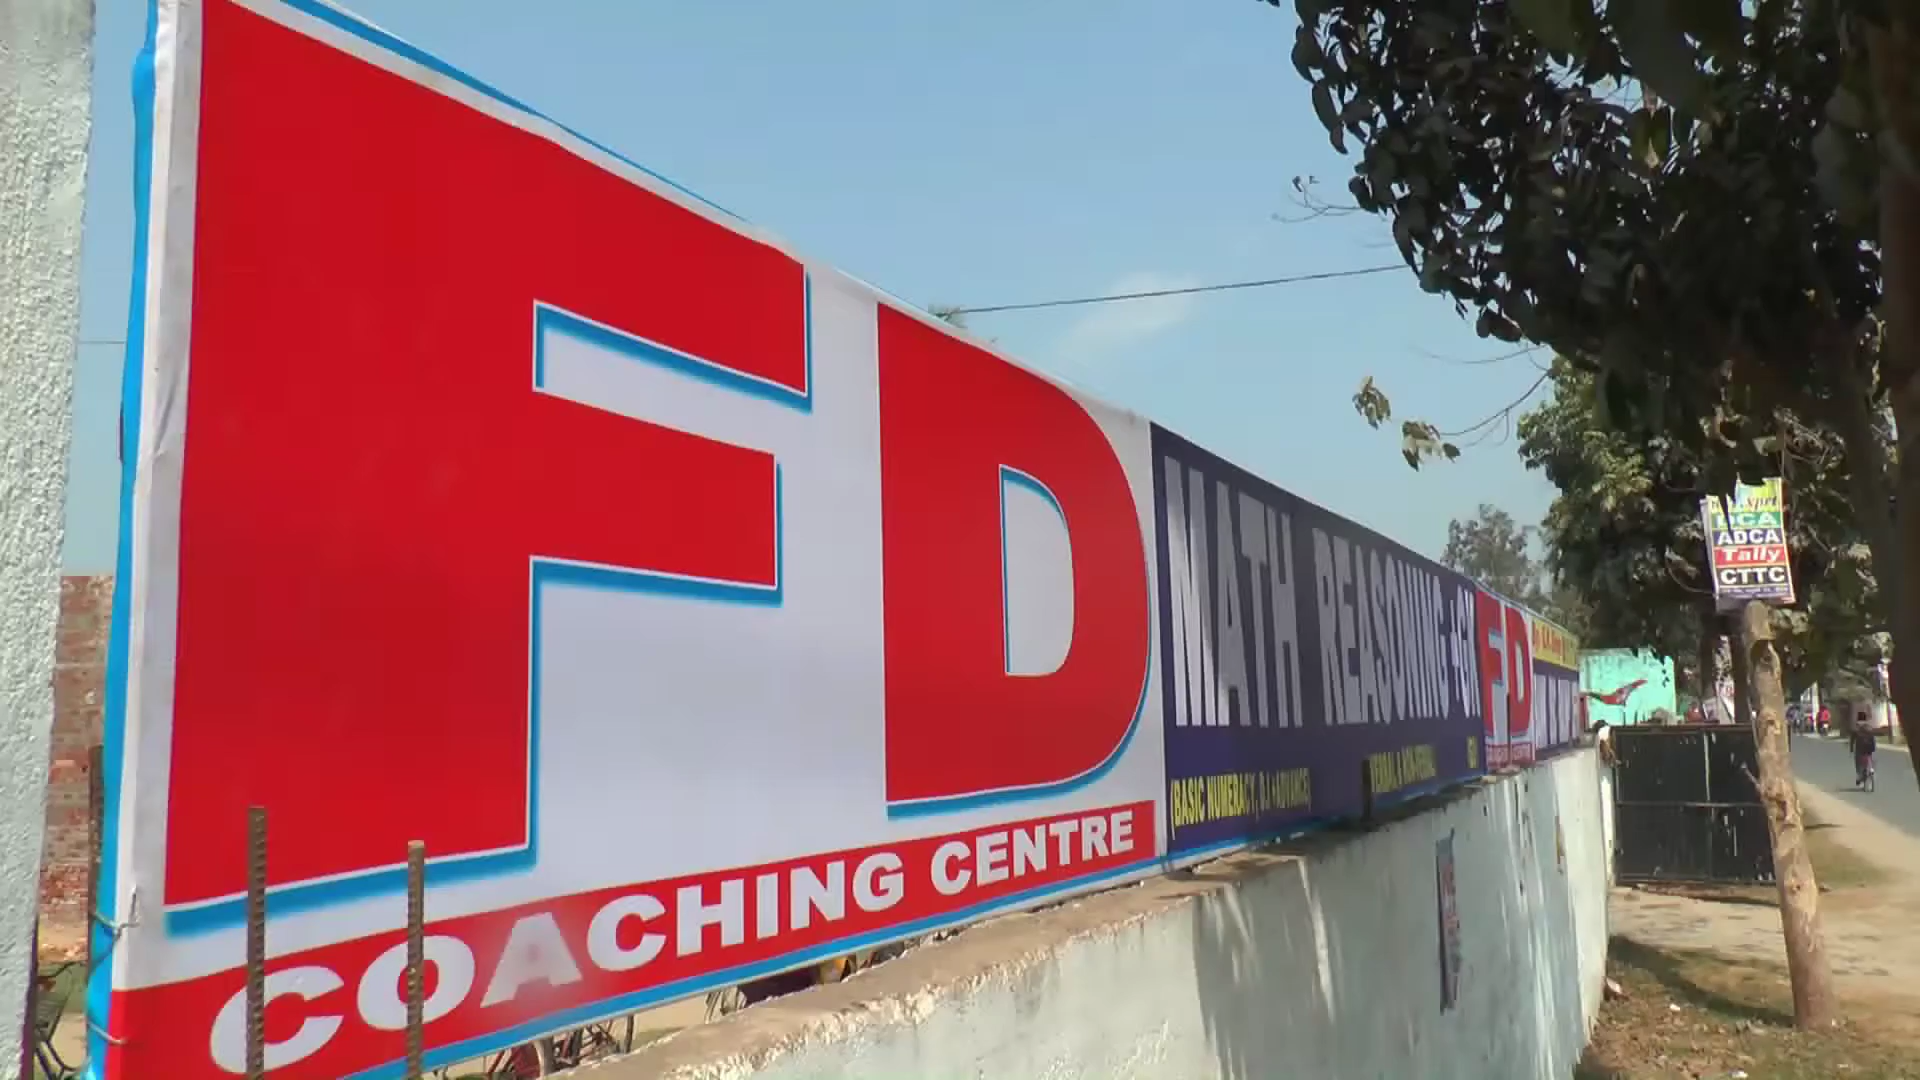 FD
COACHING CENTRE
MATH REASONING +GK
(BASIC NUMERACY, D.I +ADVANCE)
VERBAL & NON-VERBAL
FD
DCA
ADCA
Tally
CTTC